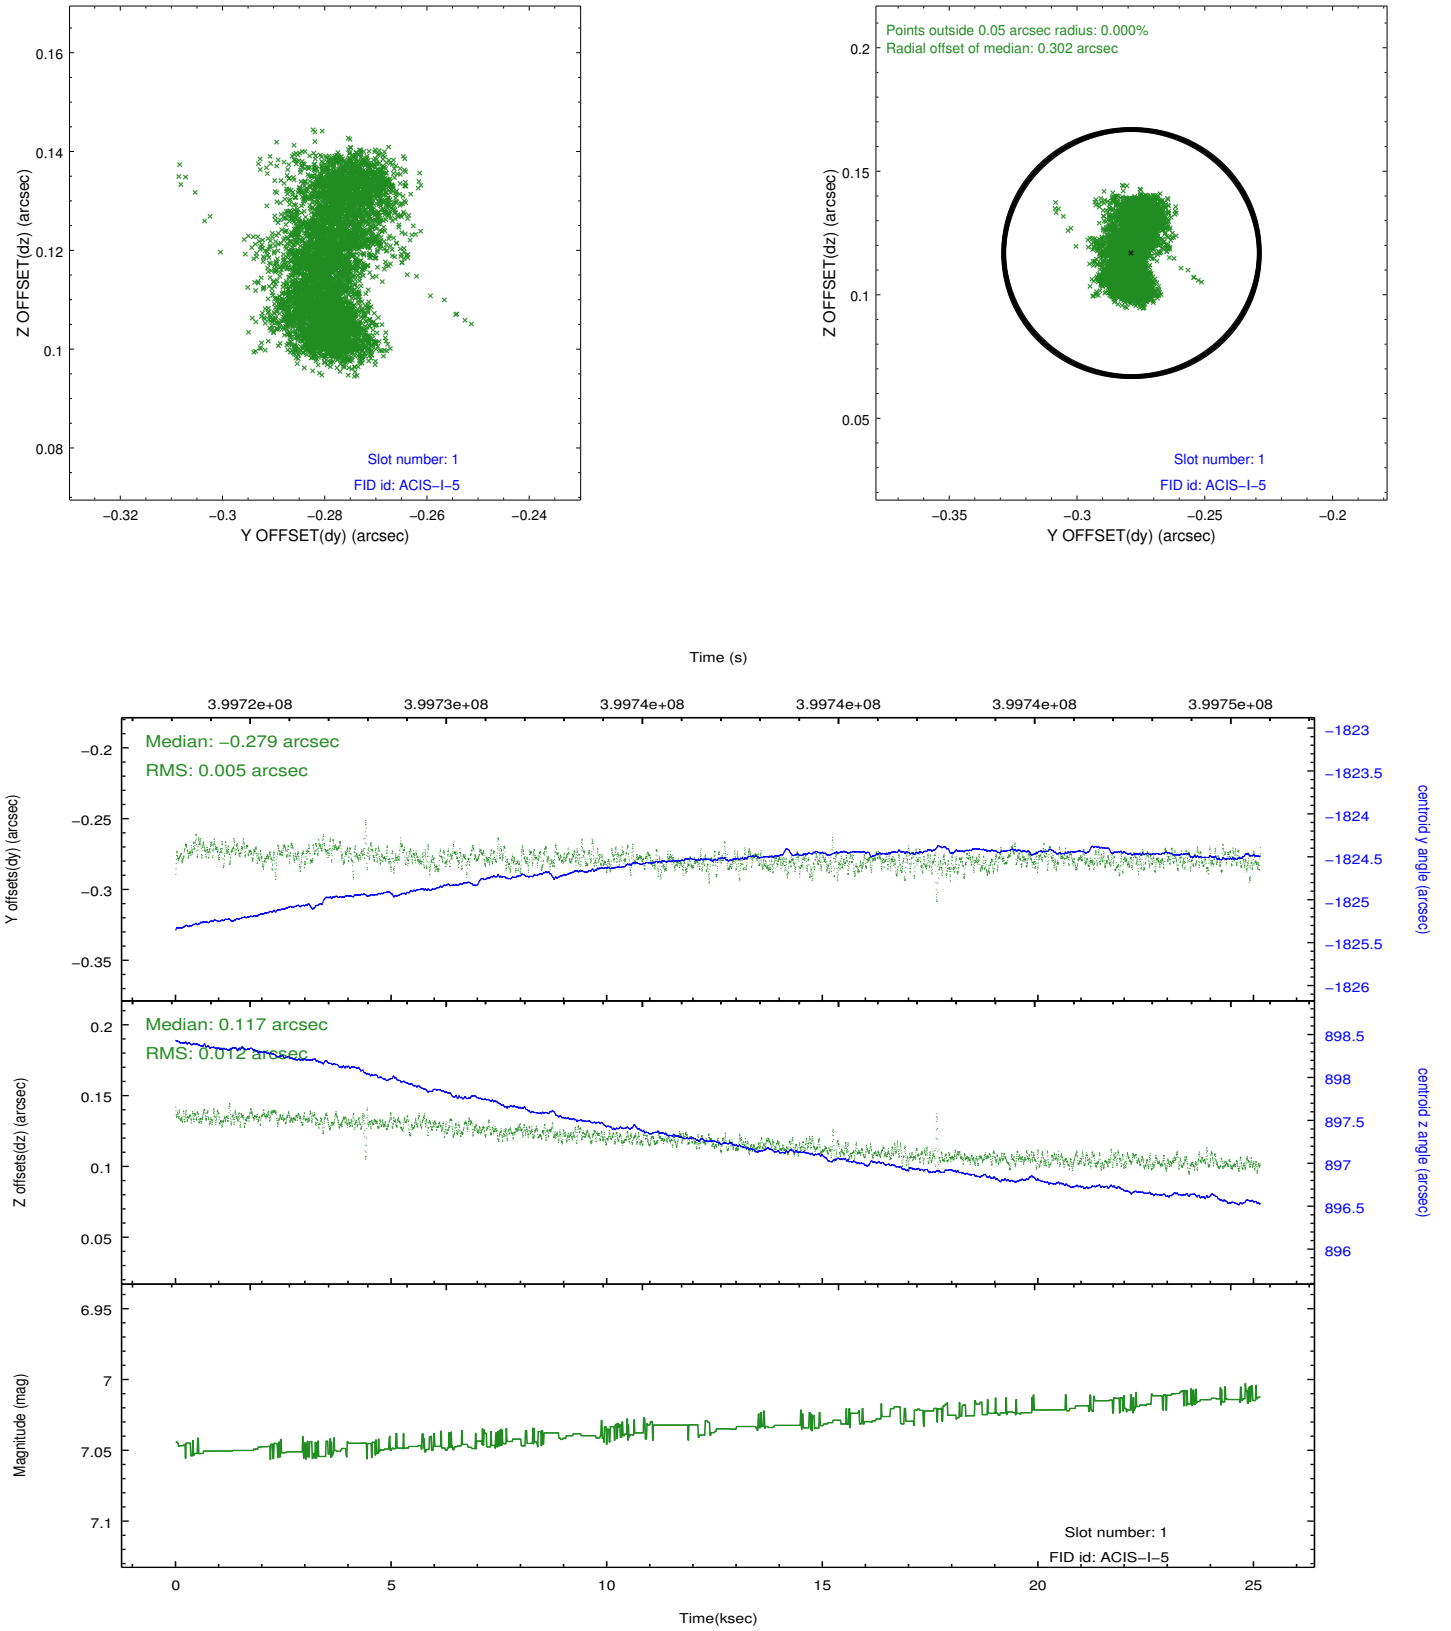 0.16
0.14
0.12
0.1
0.08
Z OFFSET(dz) (arcsec)
Slot number: 1
FID id: ACIS−I−5
−0.32
−0.3
−0.28
−0.26
−0.24
Y OFFSET(dy) (arcsec)
Points outside 0.05 arcsec radius: 0.000%
Radial offset of median: 0.302 arcsec
0.2
0.15
0.1
0.05
Z OFFSET(dz) (arcsec)
Slot number: 1
FID id: ACIS−I−5
−0.35
−0.3
−0.25
−0.2
Y OFFSET(dy) (arcsec)
Time (s)
3.9972e+08
3.9973e+08
3.9974e+08
3.9974e+08
3.9974e+08
3.9975e+08
Median: −0.279 arcsec
RMS: 0.005 arcsec
−0.2
−0.25
−0.3
−0.35
Y offsets(dy) (arcsec)
−1823
−1823.5
−1824
−1824.5
−1825
−1825.5
−1826
centroid y angle (arcsec)
Median: 0.117 arcsec
RMS: 0.012 arcsec
0.2
0.15
0.1
0.05
Z offsets(dz) (arcsec)
898.5
898
897.5
897
896.5
896
centroid z angle (arcsec)
6.95
7
7.05
7.1
Magnitude (mag)
Slot number: 1
FID id: ACIS−I−5
0
5
10
15
20
25
Time(ksec)